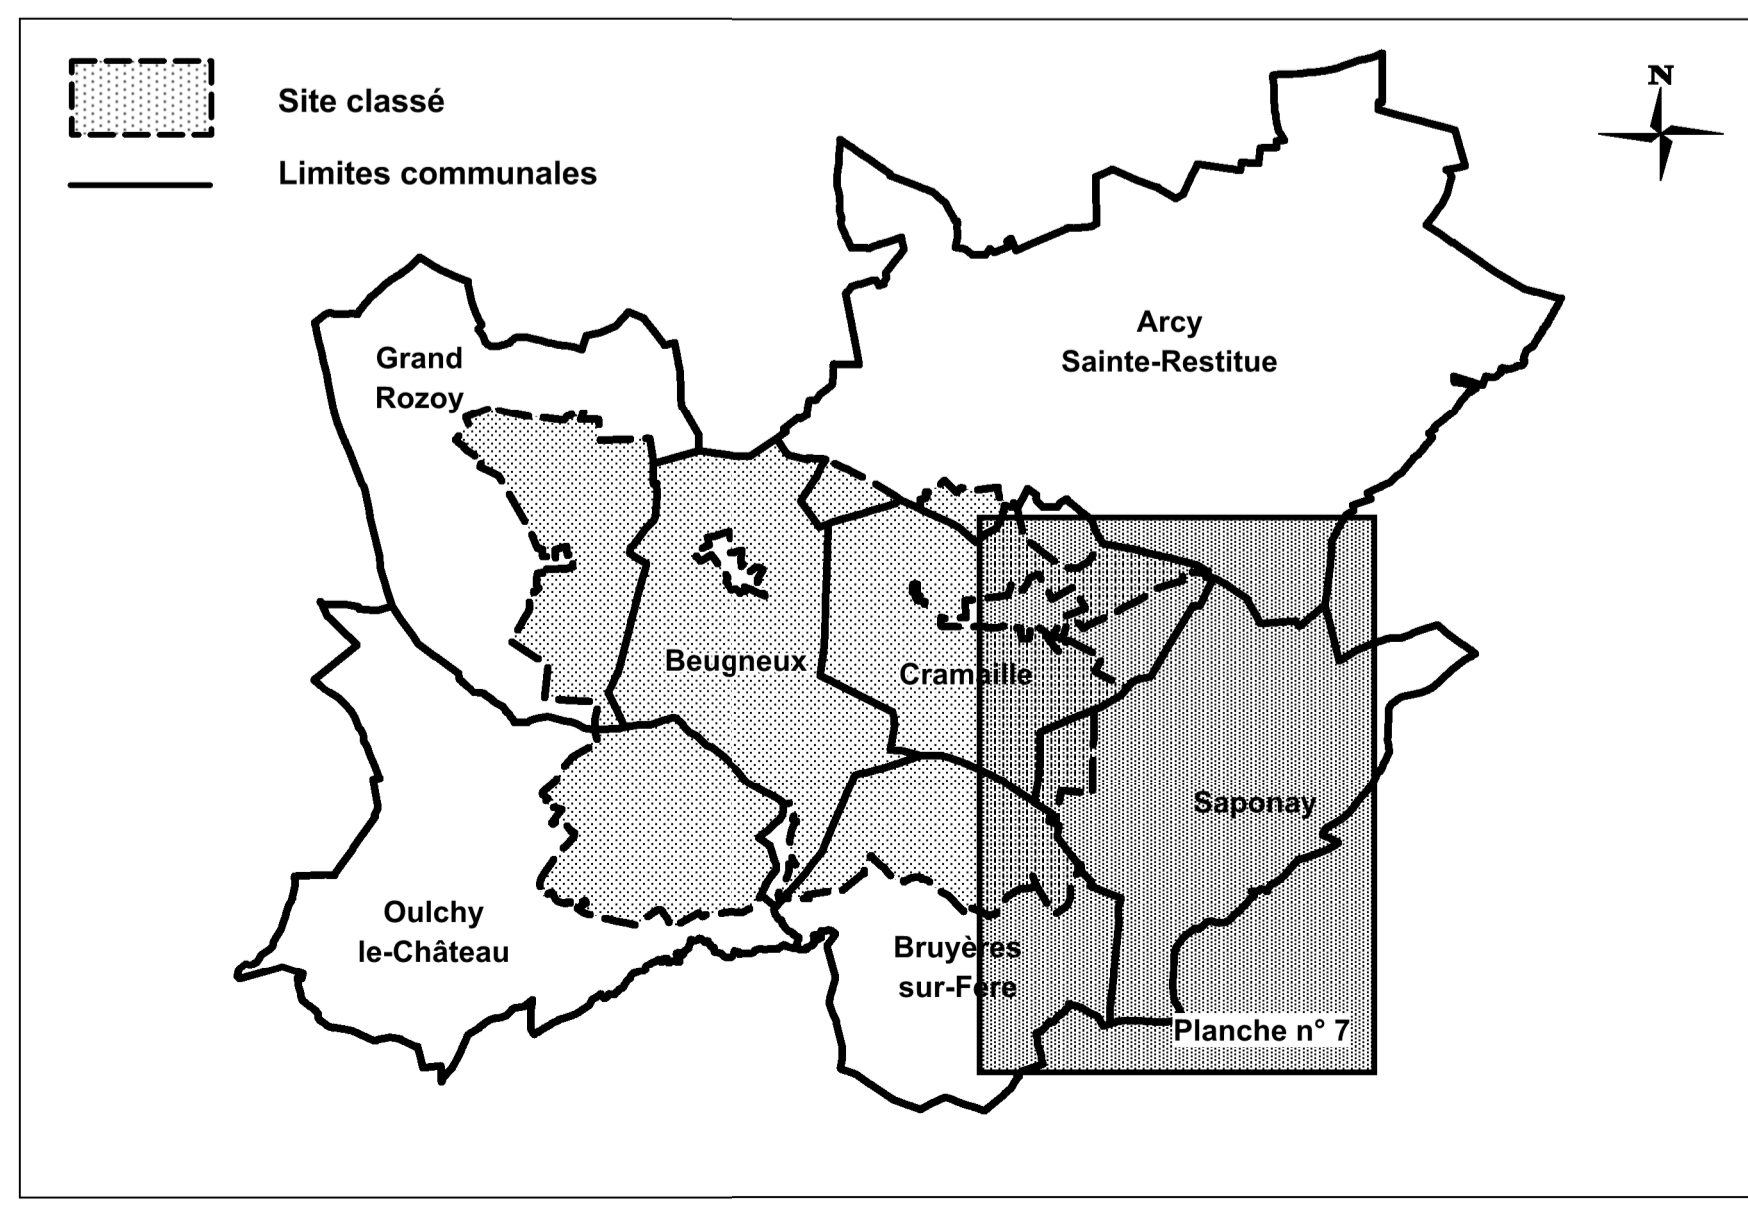 Site classé
N
Limites communales
Arcy
Sainte-Restitue
Grand
Rozoy
Beugneux
Cramaille
Saponay
Oulchy
le-Château
Bruyères
sur-Fère
Planche n° 7